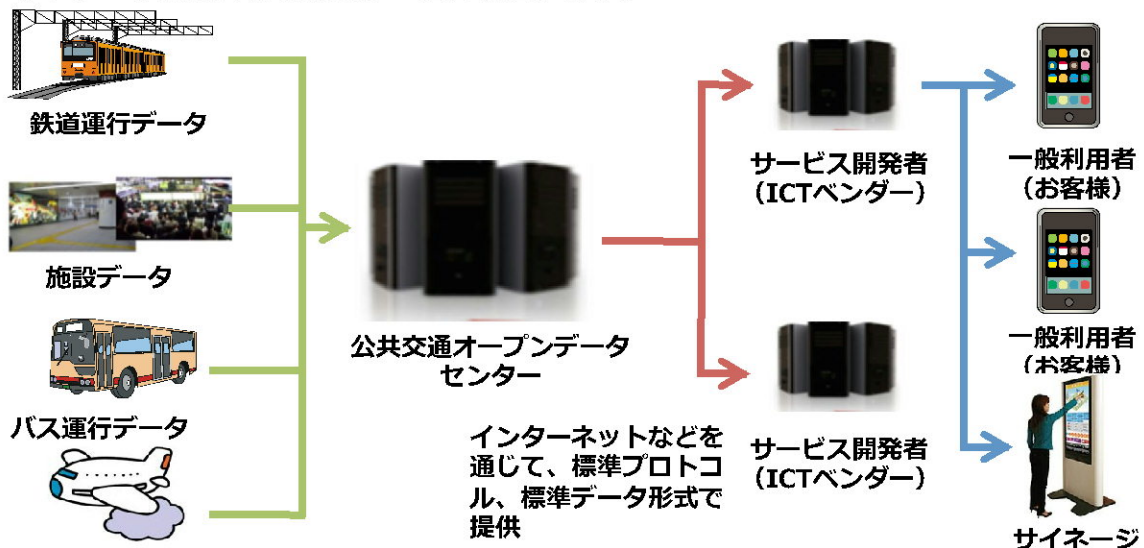 鉄道運行データ
施設データ
バス運行データ
公共交通オープンデータ
センター
インターネットなどを
通じて、標準プロトコ
ル、標準データ形式で
提供
サービス開発者
（ICTベンダー）
サービス開発者
（ICTベンダー）
一般利用者
（お客様）
一般利用者
（お客様）
サイネージ